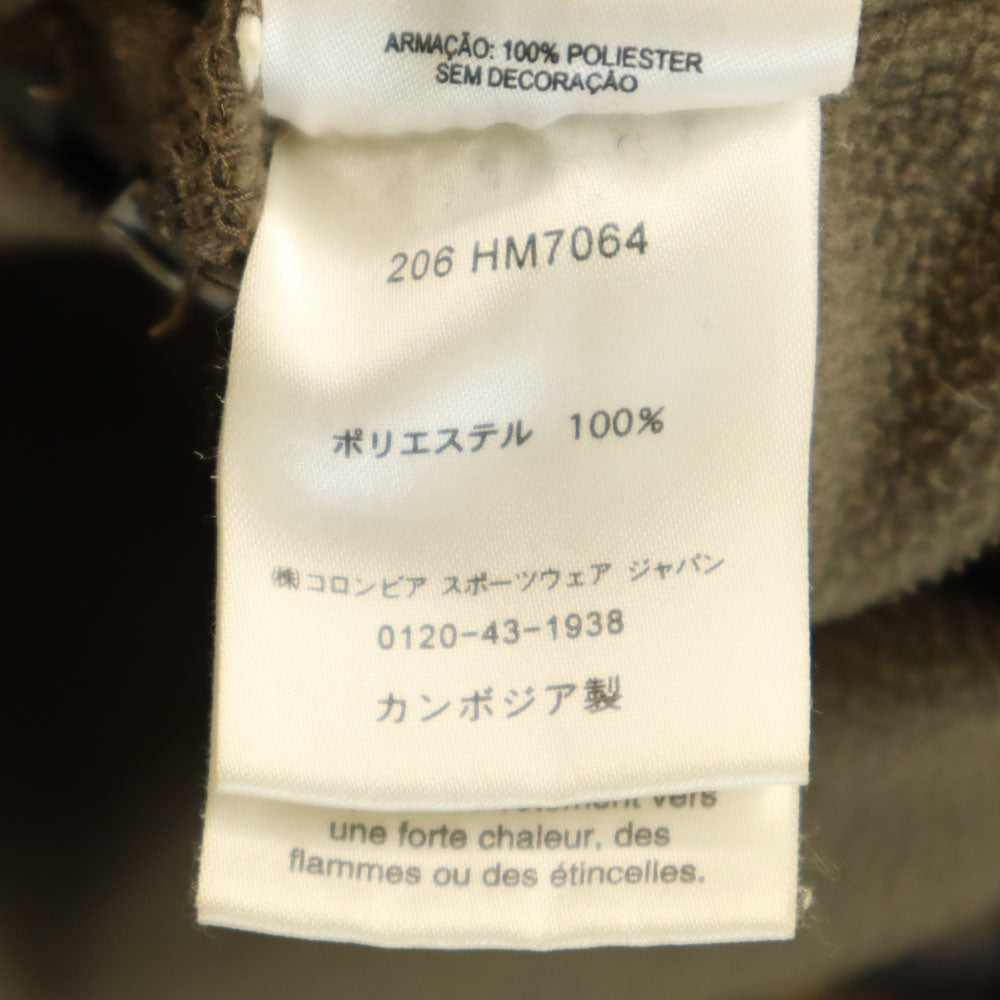 ARMAÇÃO: 100% POLIESTER
SEM DECORAÇÃO
206 HM7064
ポリエステル 100%
㈱コロンビア スポーツウェア ジャパン
0120-43-1938
カンボジア製
vers
une forte chaleur, des
flammes ou des étincelles.